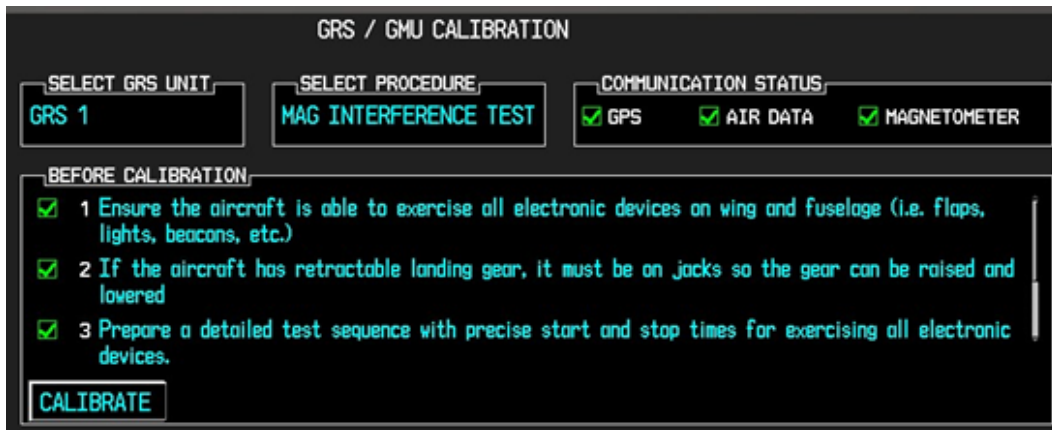 GRS / GMU CALIBRATION
SELECT GRS UNIT
GRS 1
SELECT PROCEDURE
MAG INTERFERENCE TEST
COMMUNICATION STATUS
GPS AIR DATA MAGNETOMETER
BEFORE CALIBRATION
1 Ensure the aircraft is able to exercise all electronic devices on wing and fuselage (i.e. flaps,
lights, beacons, etc.)
2 If the aircraft has retractable landing gear, it must be on jacks so the gear can be raised and
lowered
3 Prepare a detailed test sequence with precise start and stop times for exercising all electronic
devices.
CALIBRATE